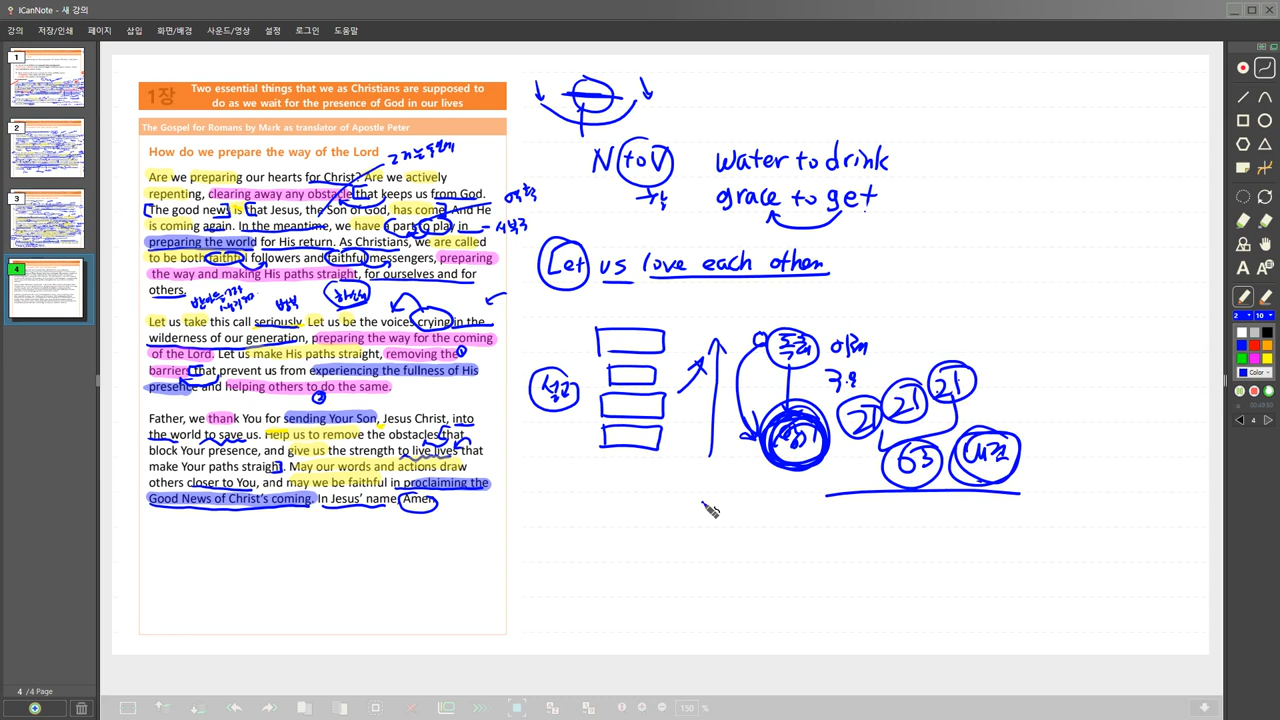 ICanNote - 새 강의
강의 저장/인쇄 페이지 삽입 화면/배경 사운드/영상 설정 로그인 도움말
1
2
3
4
1장
Two essential things that we as Christians are supposed to
do as we wait for the presence of God in our lives
The Gospel for Romans by Mark as translator of Apostle Peter
How do we prepare the way of the Lord
Are we preparing our hearts for Christ? Are we actively
repenting, clearing away any obstacle that keeps us from God.
The good news is that Jesus, the Son of God, has come. And He
is coming again. In the meantime, we have a part to play in
preparing the world for His return. As Christians, we are called
to be both faithful followers and faithful messengers, preparing
the way and making His paths straight, for ourselves and for
others.
Let us take this call seriously. Let us be the voices crying in the
wilderness of our generation, preparing the way for the coming
of the Lord. Let us make His paths straight, removing the
barriers that prevent us from experiencing the fullness of His
presence and helping others to do the same.
Father, we thank You for sending Your Son, Jesus Christ, into
the world to save us. Help us to remove the obstacles that
block Your presence, and give us the strength to live lives that
make Your paths straight. May our words and actions draw
others closer to You, and may we be faithful in proclaiming the
Good News of Christ's coming. In Jesus' name, Amen.
N to V
water to drink
grace to get
Let us love each other
설교
21
21
21
63
4 /4 Page
150 %
2 10
Color
4